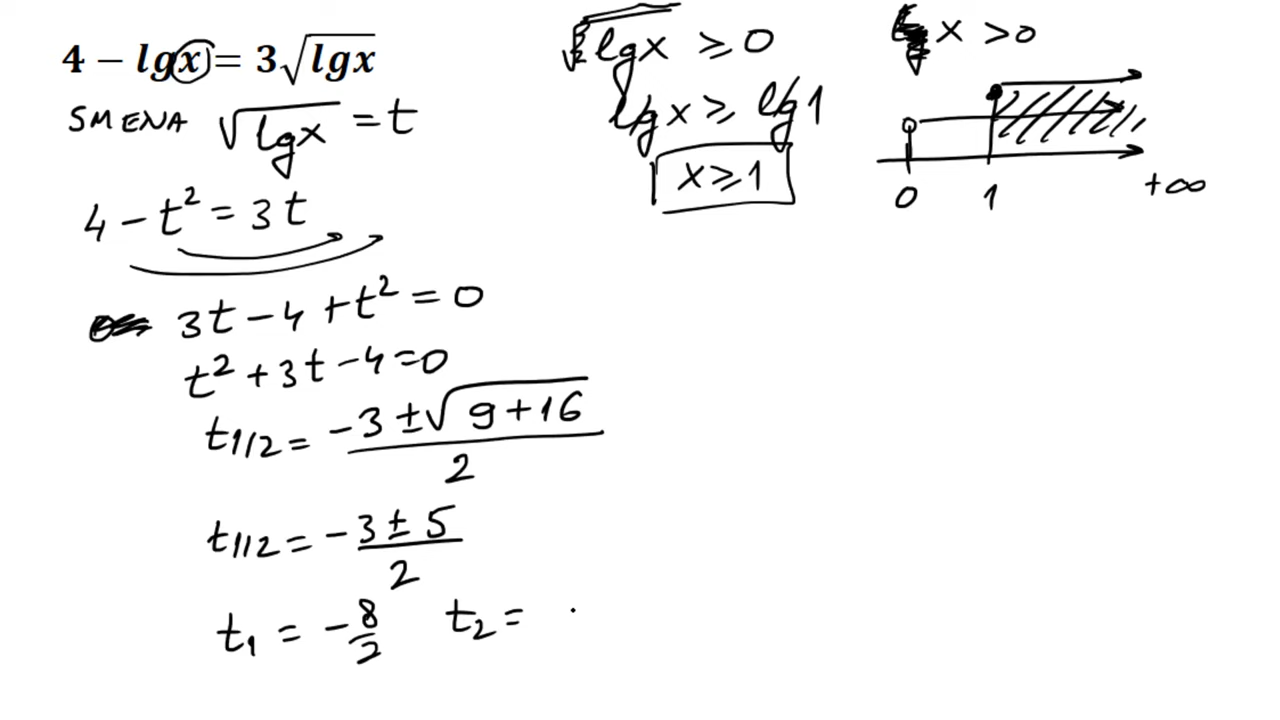 4 − lgx = 3√lgx
SMENA √lgx = t
4 − t² = 3t
3t − 4 + t² = 0
t² + 3t − 4 = 0
t1/2 = −3 ± √9 + 16 / 2
t1/2 = −3 ± 5 / 2
t₁ = −8/2 t₂ =
lgx ≥ 0
lgx ≥ lg1
x ≥ 1
x > 0
0 1 +∞